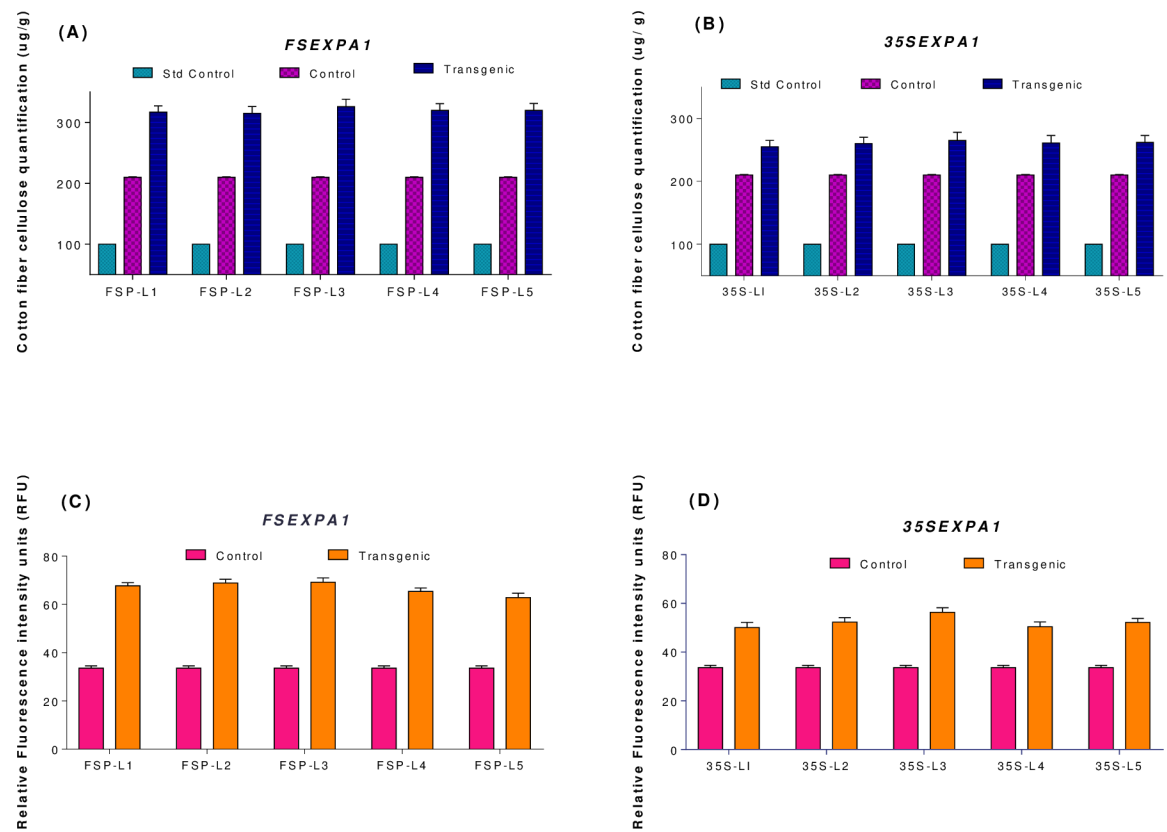 (A)
FSEXPA1
Std Control
Control
Transgenic
Cotton fiber cellulose quantification (ug/g)
300
200
100
FSP-L1
FSP-L2
FSP-L3
FSP-L4
FSP-L5
(B)
35SEXPA1
Std Control
Control
Transgenic
Cotton fiber cellulose quantification (ug/ g)
300
200
100
35S-LI
35S-L2
35S-L3
35S-L4
35S-L5
(C)
FSEXPA1
Control
Transgenic
Relative Fluorescence intensity units (RFU)
80
60
40
20
0
FSP-L1
FSP-L2
FSP-L3
FSP-L4
FSP-L5
(D)
35SEXPA1
Control
Transgenic
Relative Fluorescence intensity units (RFU)
80
60
40
20
0
35S-LI
35S-L2
35S-L3
35S-L4
35S-L5